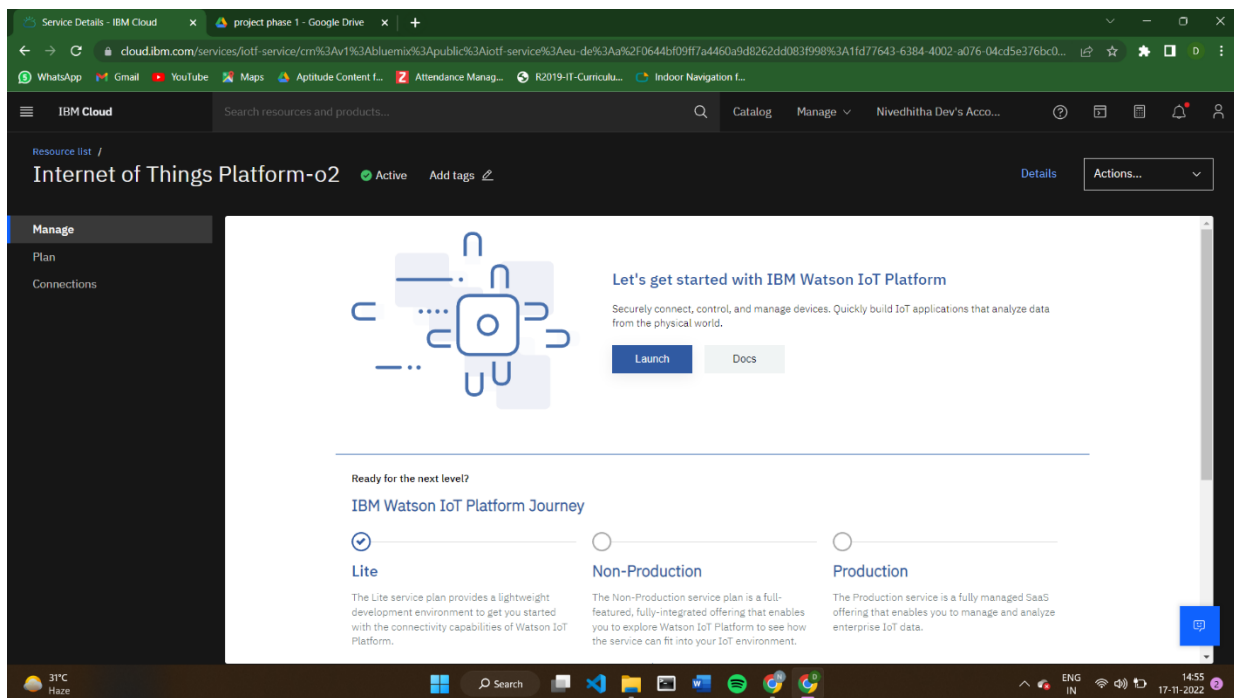 Service Details - IBM Cloud
project phase 1 - Google Drive
cloud.ibm.com/services/iotf-service/crn%3Av1%3Abluemix%3Apublic%3Aiotf-service%3Aeu-de%3Aa%2F0644bf09ff7a4460a9d8262dd083f998%3A1fd77643-6384-4002-a076-04cd5e376bc0...
D
WhatsApp Gmail YouTube Maps Aptitude Content f... Attendance Manag... R2019-IT-Curriculu... Indoor Navigation f...
IBM Cloud
Search resources and products...
Catalog
Manage
Nivedhitha Dev's Acco...
Resource list /
Internet of Things Platform-o2
Active
Add tags
Details
Actions...
Manage
Plan
Connections
Let's get started with IBM Watson IoT Platform
Securely connect, control, and manage devices. Quickly build IoT applications that analyze data
from the physical world.
Launch
Docs
Ready for the next level?
IBM Watson IoT Platform Journey
Lite
The Lite service plan provides a lightweight
development environment to get you started
with the connectivity capabilities of Watson IoT
Platform.
Non-Production
The Non-Production service plan is a full-
featured, fully-integrated offering that enables
you to explore Watson IoT Platform to see how
the service can fit into your IoT environment.
Production
The Production service is a fully managed SaaS
offering that enables you to manage and analyze
enterprise IoT data.
31°C
Haze
Search
ENG
IN
14:55
17-11-2022
2